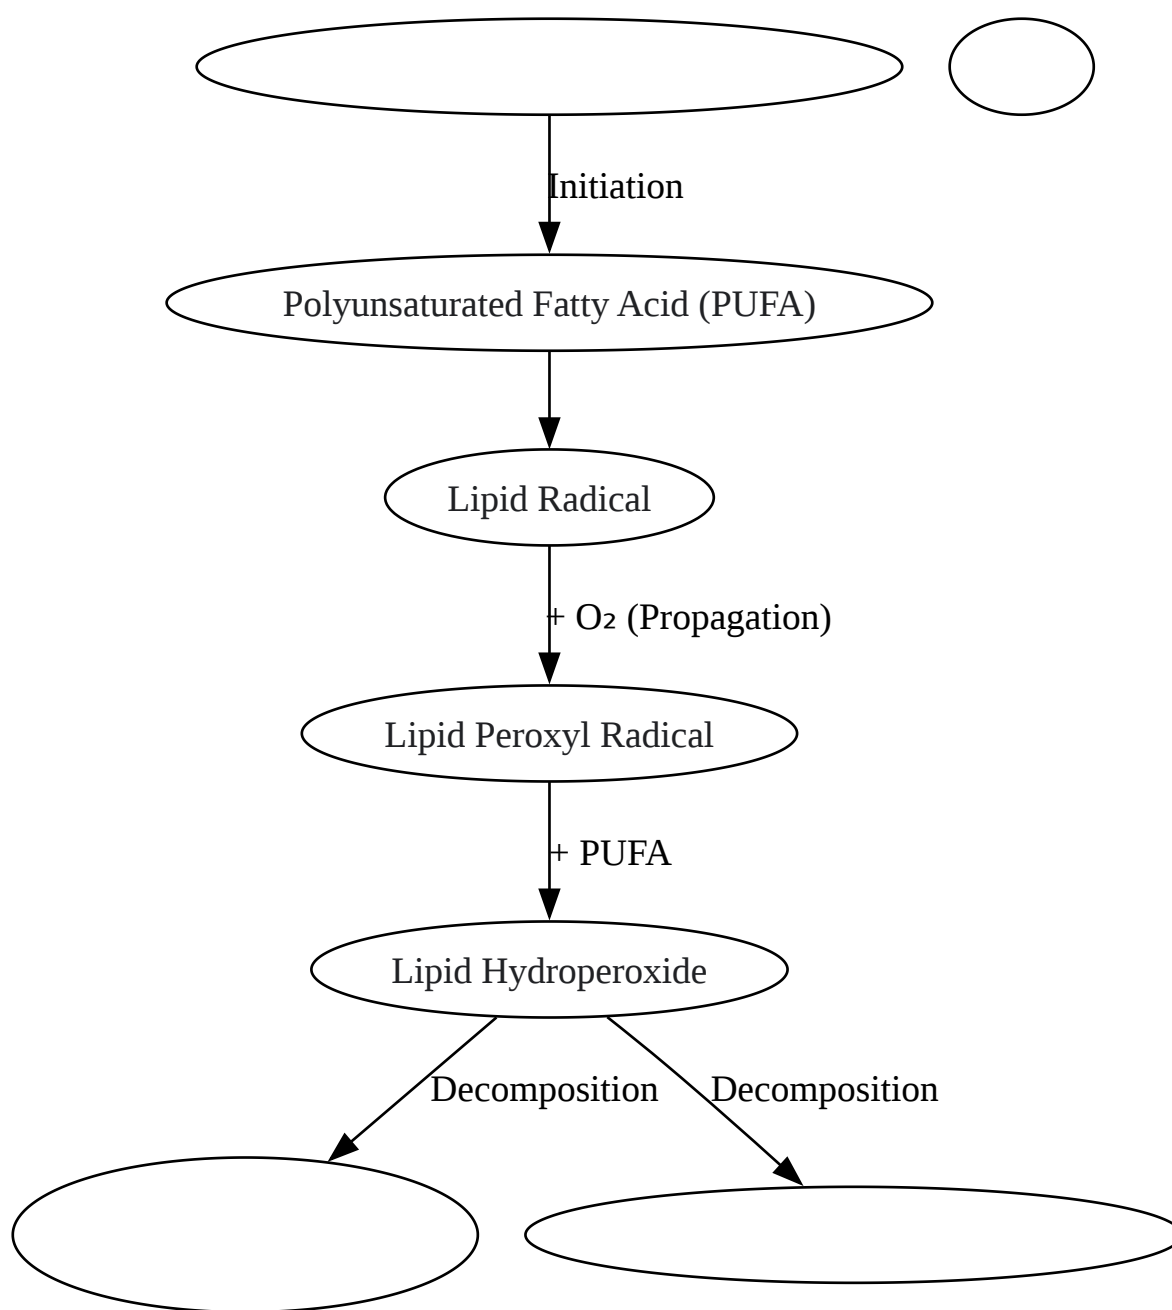 Initiation
Polyunsaturated Fatty Acid (PUFA)
Lipid Radical
+ O₂ (Propagation)
Lipid Peroxyl Radical
+ PUFA
Lipid Hydroperoxide
Decomposition
Decomposition